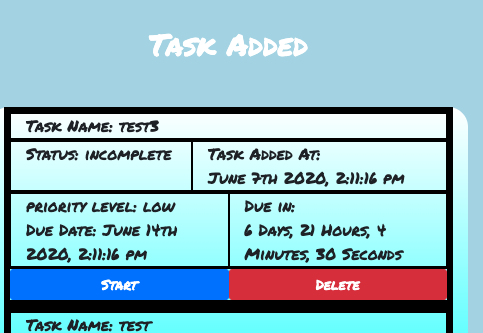 Task Added
Task Name: test3
Status: incomplete
Task Added At:
June 7th 2020, 2:11:16 pm
priority level: low
Due Date: June 14th
2020, 2:11:16 pm
Due in:
6 Days, 21 Hours, 4
Minutes, 30 Seconds
Start
Delete
Task Name: test